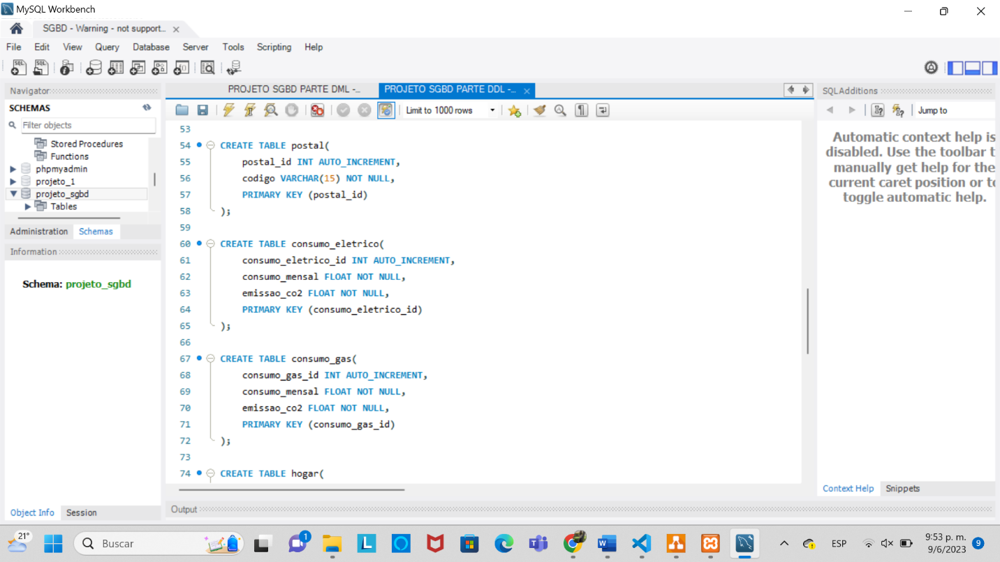 MySQL Workbench
SGBD - Warning - not support...
File Edit View Query Database Server Tools Scripting Help
Navigator
SCHEMAS
Filter objects
Stored Procedures
Functions
phpmyadmin
projeto_1
projeto_sgbd
Tables
Administration Schemas
Information
Schema: projeto_sgbd
Object Info Session
PROJETO SGBD PARTE DML -...
PROJETO SGBD PARTE DDL -...
Limit to 1000 rows
53
54 CREATE TABLE postal(
55 postal_id INT AUTO_INCREMENT,
56 codigo VARCHAR(15) NOT NULL,
57 PRIMARY KEY (postal_id)
58 );
59
60 CREATE TABLE consumo_eletrico(
61 consumo_eletrico_id INT AUTO_INCREMENT,
62 consumo_mensal FLOAT NOT NULL,
63 emissao_co2 FLOAT NOT NULL,
64 PRIMARY KEY (consumo_eletrico_id)
65 );
66
67 CREATE TABLE consumo_gas(
68 consumo_gas_id INT AUTO_INCREMENT,
69 consumo_mensal FLOAT NOT NULL,
70 emissao_co2 FLOAT NOT NULL,
71 PRIMARY KEY (consumo_gas_id)
72 );
73
74 CREATE TABLE hogar(
Output
SQLAdditions
Jump to
Automatic context help is
disabled. Use the toolbar t
manually get help for the
current caret position or to
toggle automatic help.
Context Help Snippets
21°
Buscar
1
ESP
9:53 p. m.
9/6/2023
9